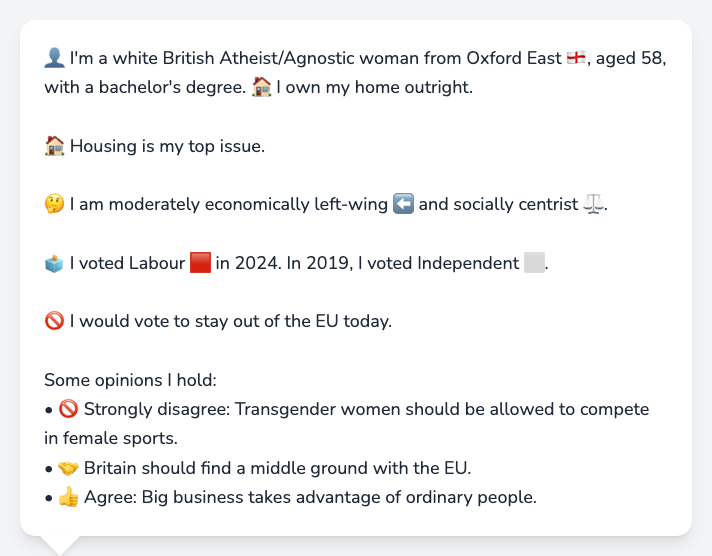 👤 I'm a white British Atheist/Agnostic woman from Oxford East 🏴󠁧󠁢󠁥󠁮󠁧󠁿, aged 58,
with a bachelor's degree. 🏠 I own my home outright.
🏠 Housing is my top issue.
🤔 I am moderately economically left-wing ⬅️ and socially centrist ⚖️.
🗳️ I voted Labour 🟥 in 2024. In 2019, I voted Independent ⬜.
🚫 I would vote to stay out of the EU today.
Some opinions I hold:
• 🚫 Strongly disagree: Transgender women should be allowed to compete
in female sports.
• 🤝 Britain should find a middle ground with the EU.
• 👍 Agree: Big business takes advantage of ordinary people.